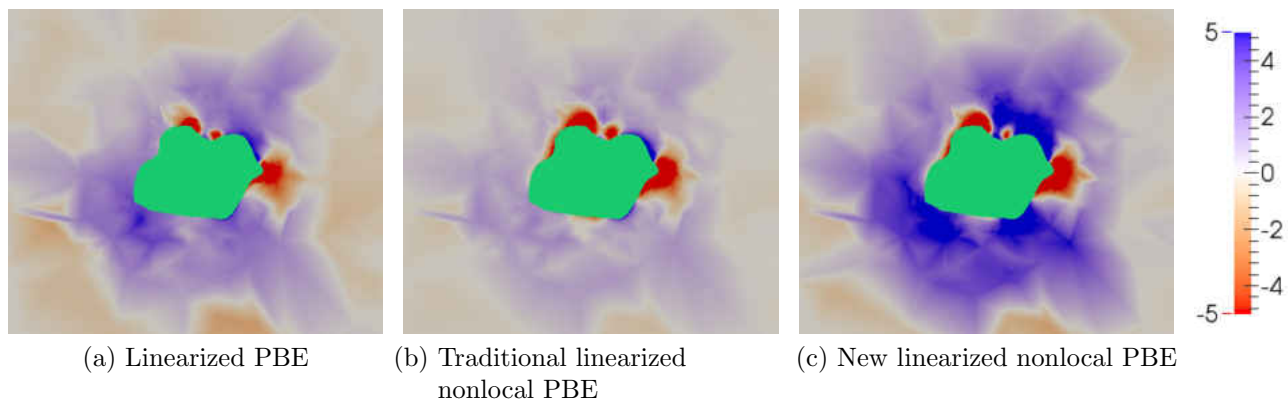 5
4
2
0
-2
-4
-5
(a) Linearized PBE
(b) Traditional linearized
nonlocal PBE
(c) New linearized nonlocal PBE